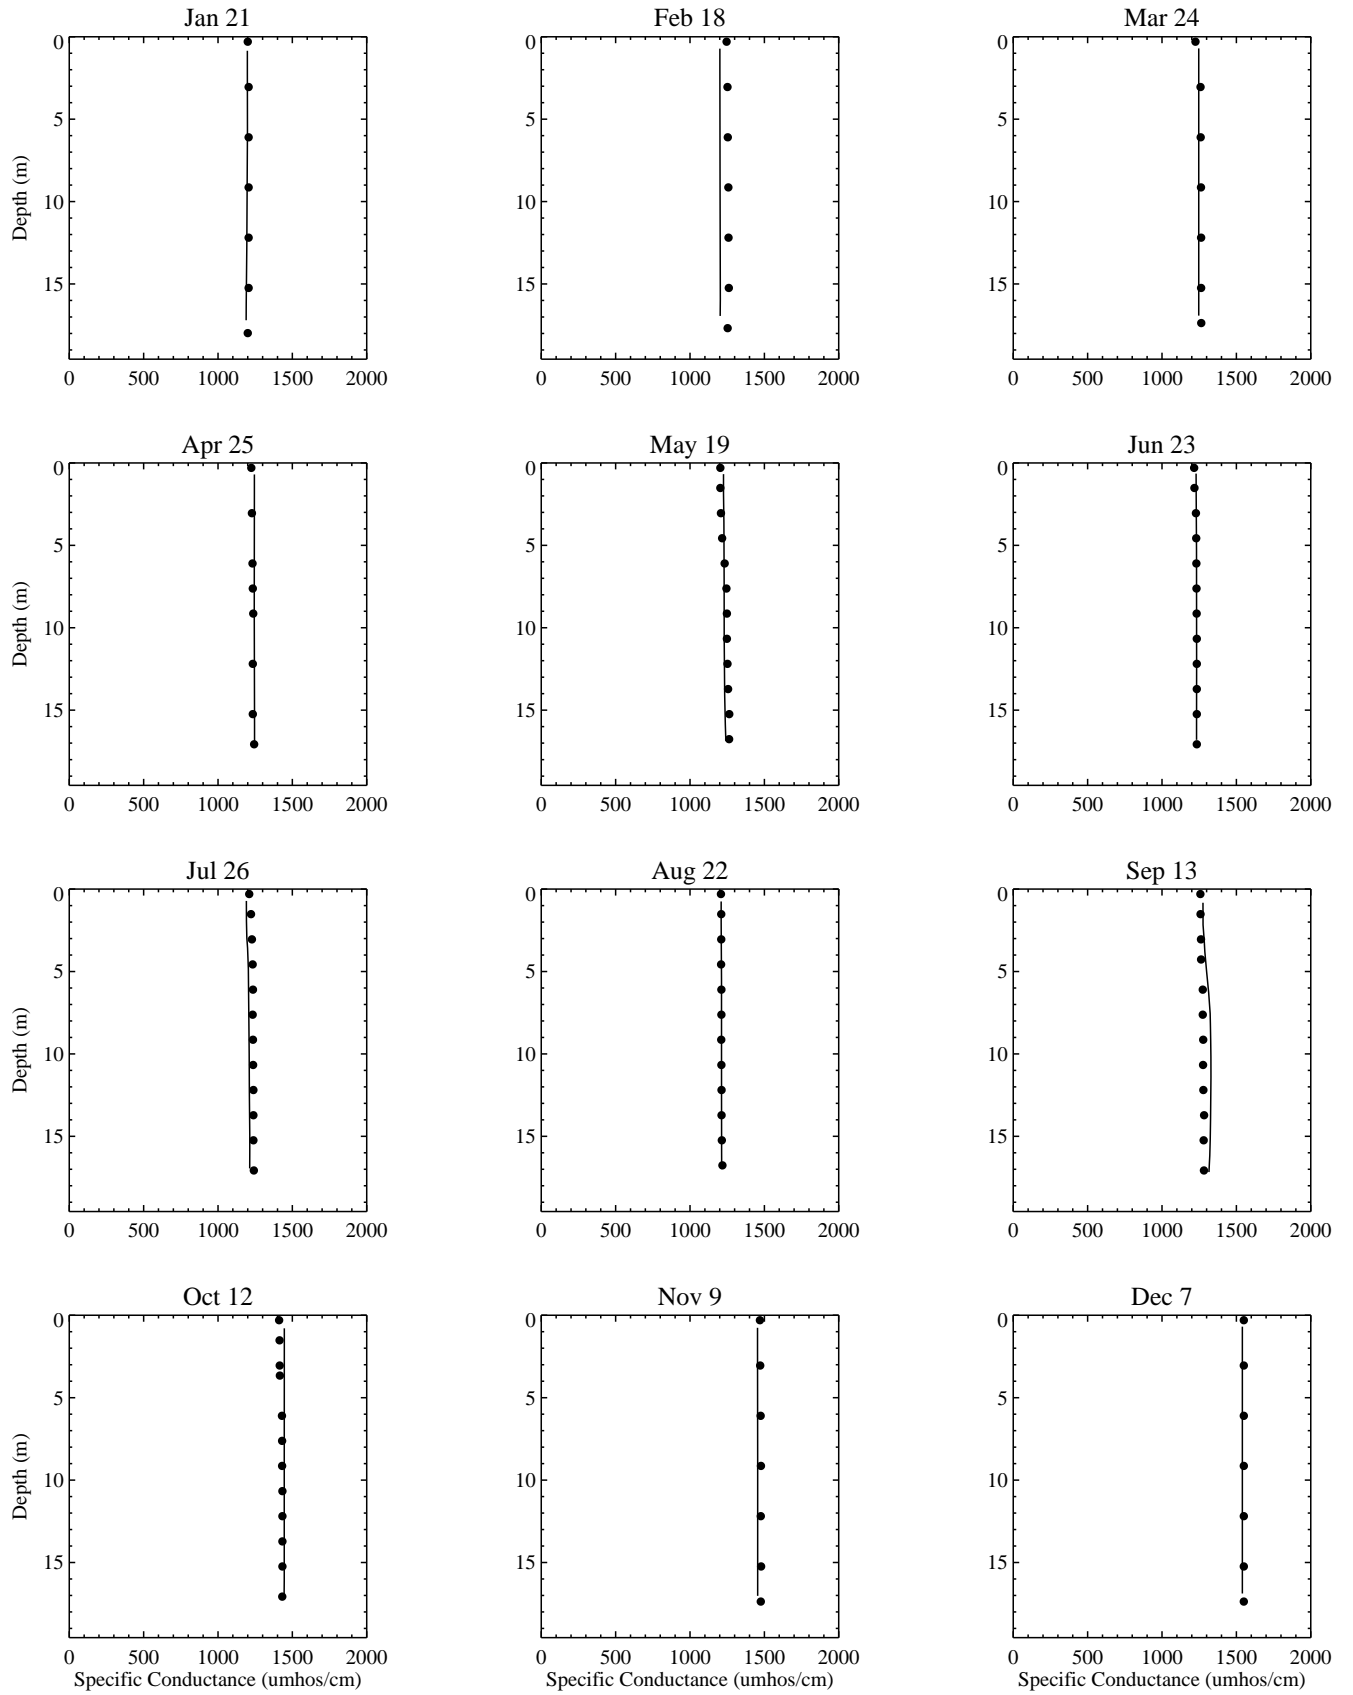 Jan 21 Feb 18 Mar 24
0 0 0
5 5 5
10 10 10
15 15 15
Depth (m)
0 500 1000 1500 2000 0 500 1000 1500 2000 0 500 1000 1500 2000
Apr 25 May 19 Jun 23
0 0 0
5 5 5
10 10 10
15 15 15
Depth (m)
0 500 1000 1500 2000 0 500 1000 1500 2000 0 500 1000 1500 2000
Jul 26 Aug 22 Sep 13
0 0 0
5 5 5
10 10 10
15 15 15
Depth (m)
0 500 1000 1500 2000 0 500 1000 1500 2000 0 500 1000 1500 2000
Oct 12 Nov 9 Dec 7
0 0 0
5 5 5
10 10 10
15 15 15
Depth (m)
0 500 1000 1500 2000 0 500 1000 1500 2000 0 500 1000 1500 2000
Specific Conductance (umhos/cm) Specific Conductance (umhos/cm) Specific Conductance (umhos/cm)